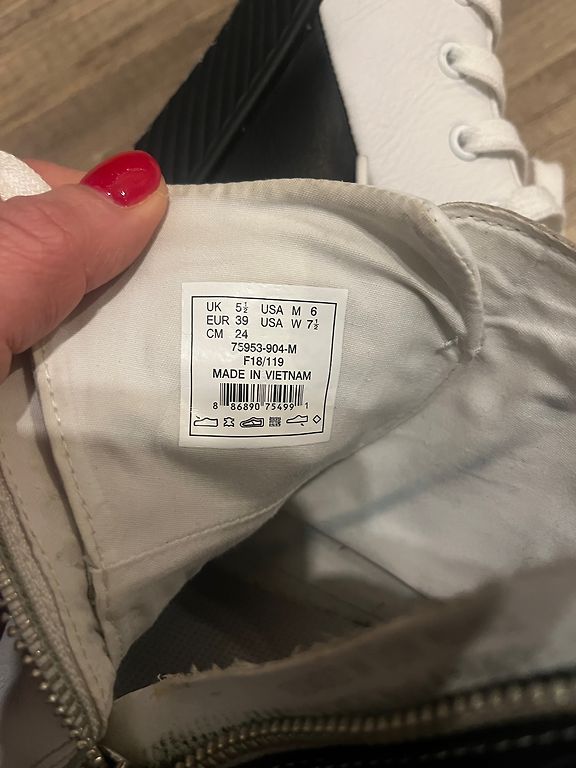 UK 5½ USA M 6
EUR 39 USA W 7½
CM 24
75953-904-M
F18/119
MADE IN VIETNAM
8 86890 75499 1